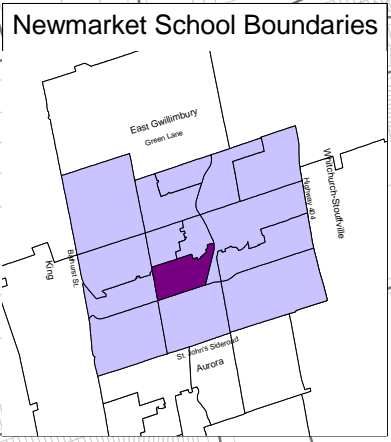 Newmarket School Boundaries
East Gwillimbury
Green Lane
Whitchurch-Stouffville
Highway 404
Bathurst St.
King
St. John's Sideroad
Aurora